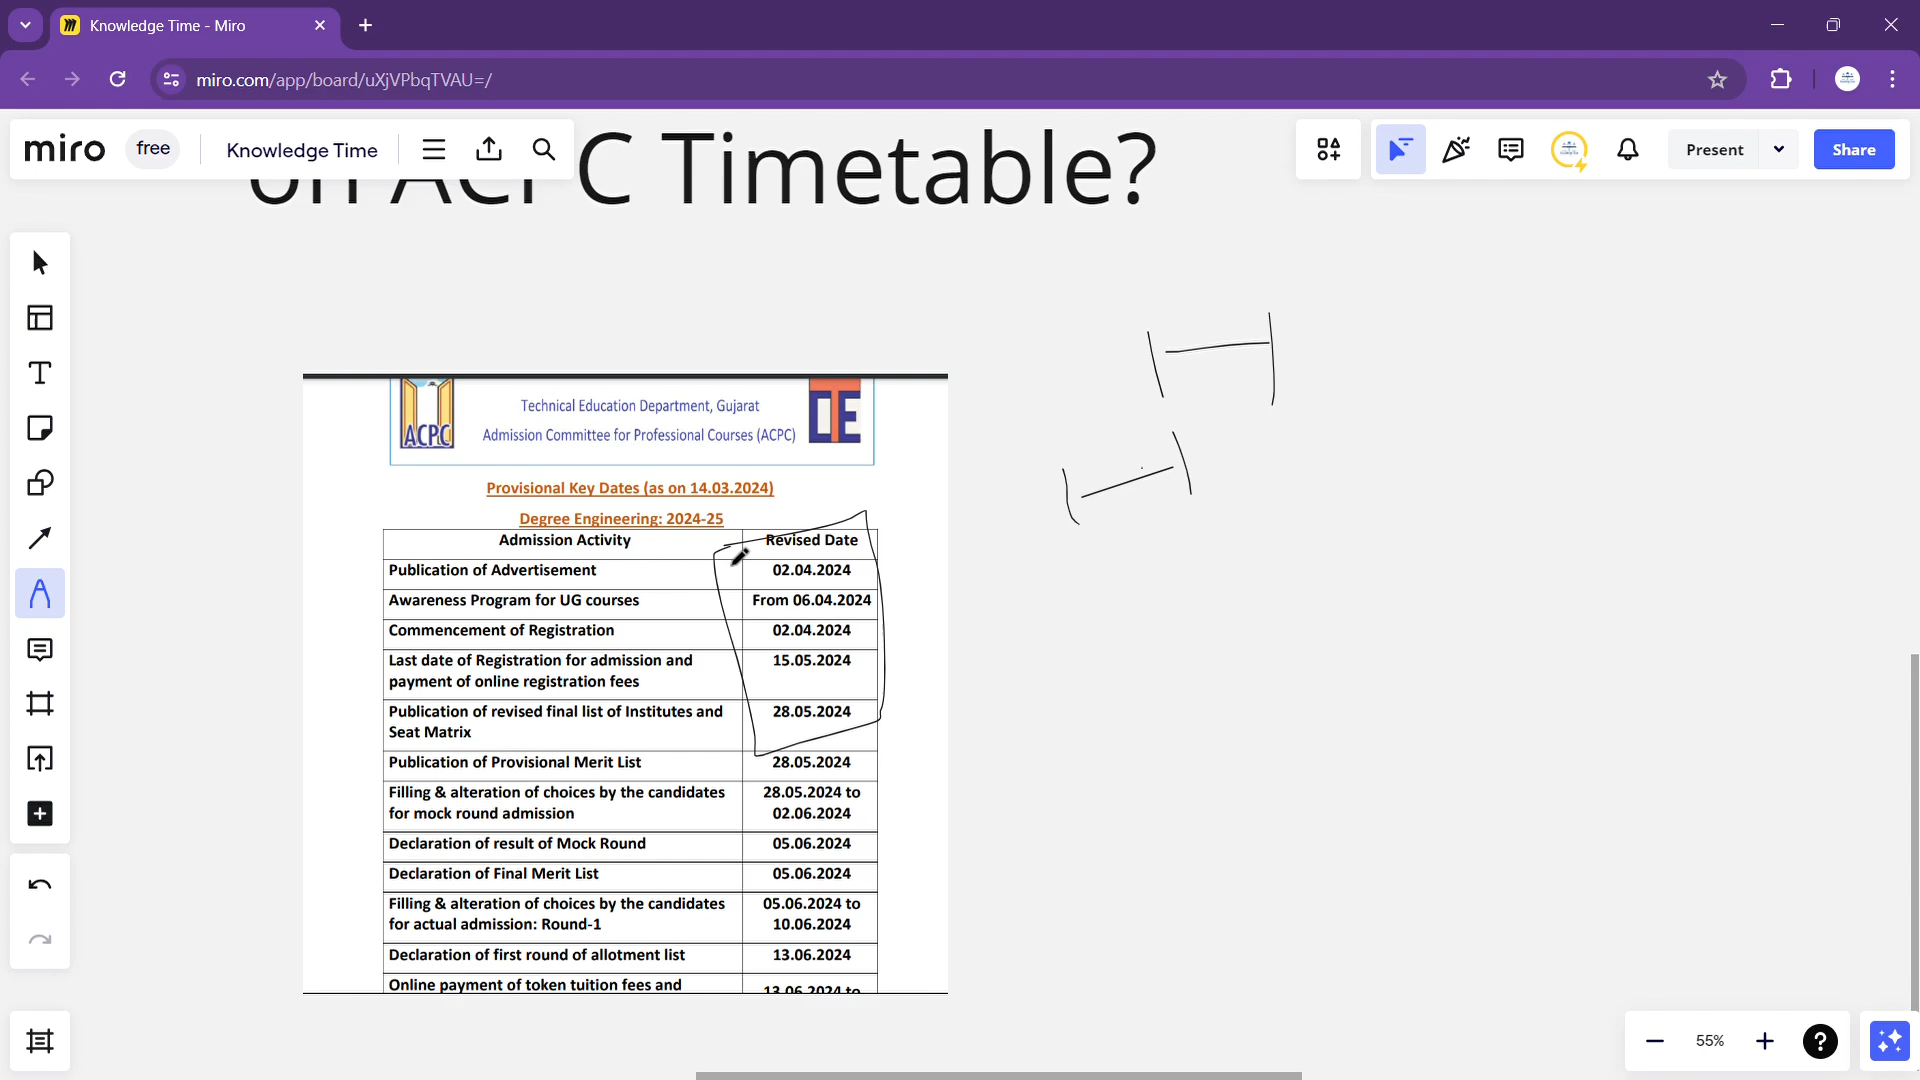 Knowledge Time - Miro
miro.com/app/board/uXjVPbqTVAU=/
miro
free
Knowledge Time
Present
Share
on ACPC Timetable?
ACPC
Technical Education Department, Gujarat
Admission Committee for Professional Courses (ACPC)
DTE
Provisional Key Dates (as on 14.03.2024)
Degree Engineering: 2024-25
Admission Activity Revised Date
Publication of Advertisement 02.04.2024
Awareness Program for UG courses From 06.04.2024
Commencement of Registration 02.04.2024
Last date of Registration for admission and 15.05.2024
payment of online registration fees
Publication of revised final list of Institutes and 28.05.2024
Seat Matrix
Publication of Provisional Merit List 28.05.2024
Filling & alteration of choices by the candidates 28.05.2024 to
for mock round admission 02.06.2024
Declaration of result of Mock Round 05.06.2024
Declaration of Final Merit List 05.06.2024
Filling & alteration of choices by the candidates 05.06.2024 to
for actual admission: Round-1 10.06.2024
Declaration of first round of allotment list 13.06.2024
Online payment of token tuition fees and 13.06.2024 to
55%